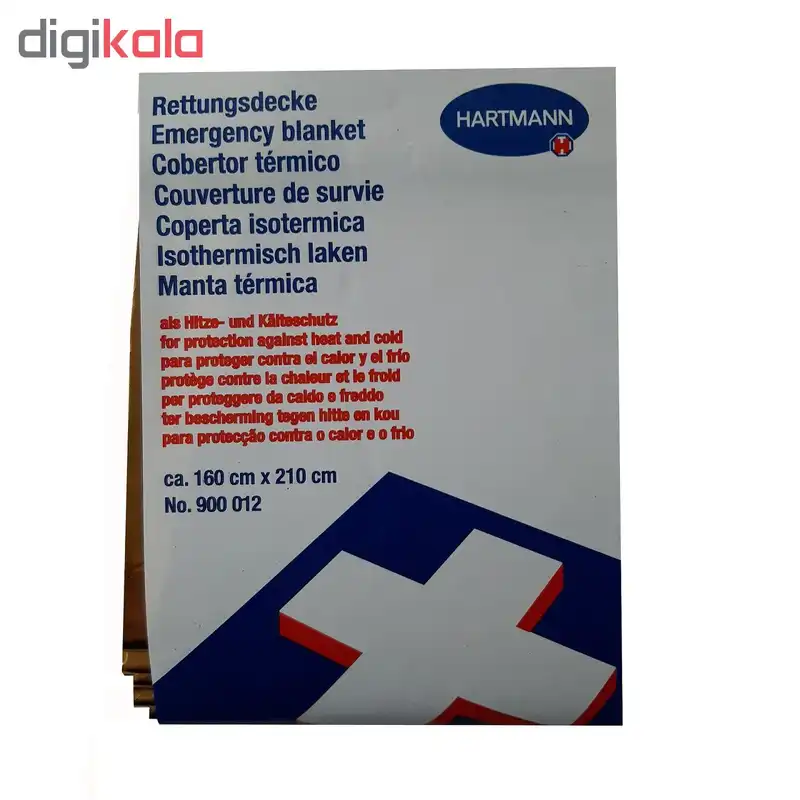 digikala
HARTMANN
H
Rettungsdecke
Emergency blanket
Cobertor térmico
Couverture de survie
Coperta isotermica
Isothermisch laken
Manta térmica
als Hitze- und Kälteschutz
for protection against heat and cold
para proteger contra el calor y el frío
protège contre la chaleur et le froid
per proteggere da caldo e freddo
ter bescherming tegen hitte en kou
para protecção contra o calor e o frio
ca. 160 cm x 210 cm
No. 900 012